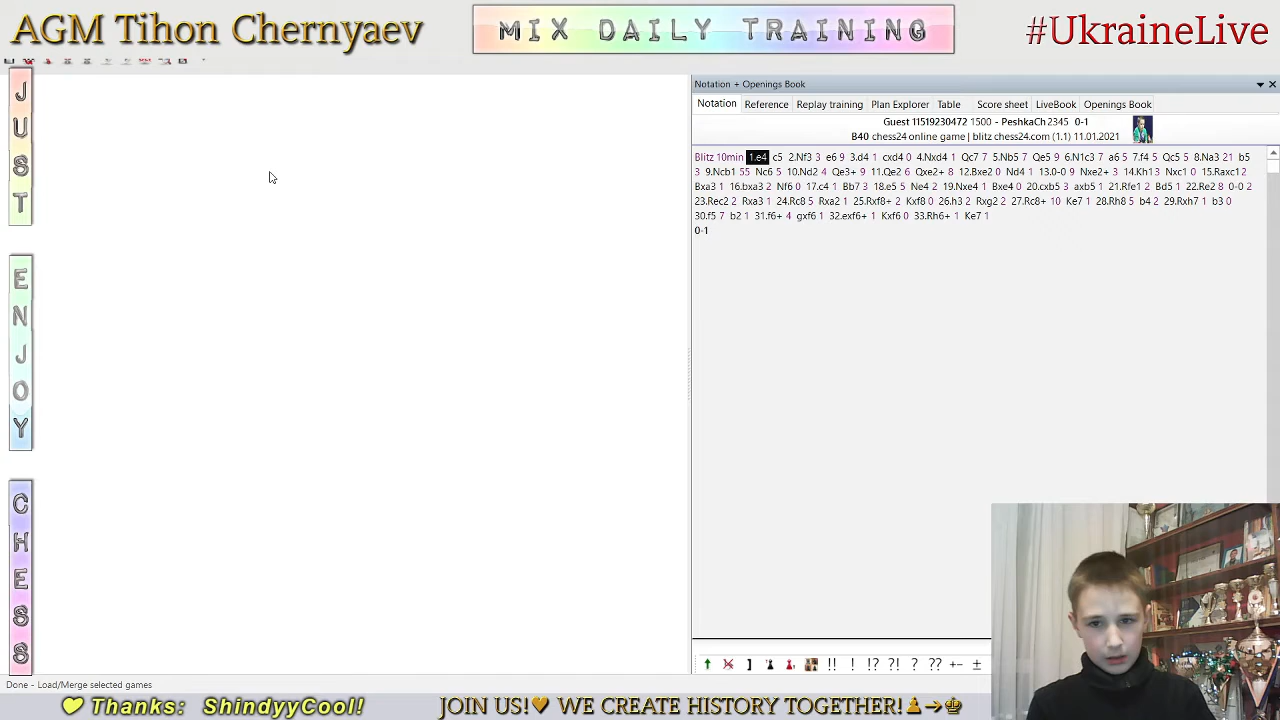 AGM Tihon Chernyaev
MIX DAILY TRAINING
#UkraineLive
JUST
ENJOY
CHESS
Notation + Openings Book
Notation Reference Replay training Plan Explorer Table Score sheet LiveBook Openings Book
Guest 11519230472 1500 - PeshkaCh 2345 0-1
B40 chess24 online game | blitz chess24.com (1.1) 11.01.2021
Blitz 10min 1.e4 c5 2.Nf3 3 e6 9 3.d4 1 cxd4 0 4.Nxd4 1 Qc7 7 5.Nb5 7 Qe5 9 6.N1c3 7 a6 5 7.f4 5 Qc5 5 8.Na3 21 b5
3 9.Ncb1 55 Nc6 5 10.Nd2 4 Qe3+ 9 11.Qe2 6 Qxe2+ 8 12.Bxe2 0 Nd4 1 13.0-0 9 Nxe2+ 3 14.Kh1 3 Nxc1 0 15.Raxc1 2
Bxa3 1 16.bxa3 2 Nf6 0 17.c4 1 Bb7 3 18.e5 5 Ne4 2 19.Nxe4 1 Bxe4 0 20.cxb5 3 axb5 1 21.Rfe1 2 Bd5 1 22.Re2 8 0-0 2
23.Rec2 2 Rxa3 1 24.Rc8 5 Rxa2 1 25.Rxf8+ 2 Kxf8 0 26.h3 2 Rxg2 2 27.Rc8+ 10 Ke7 1 28.Rh8 5 b4 2 29.Rxh7 1 b3 0
30.f5 7 b2 1 31.f6+ 4 gxf6 1 32.exf6+ 1 Kxf6 0 33.Rh6+ 1 Ke7 1
0-1
] !! ! !? ?! ? ?? +− ±
Done - Load/Merge selected games
Thanks: ShindyyCool!
JOIN US! WE CREATE HISTORY TOGETHER!